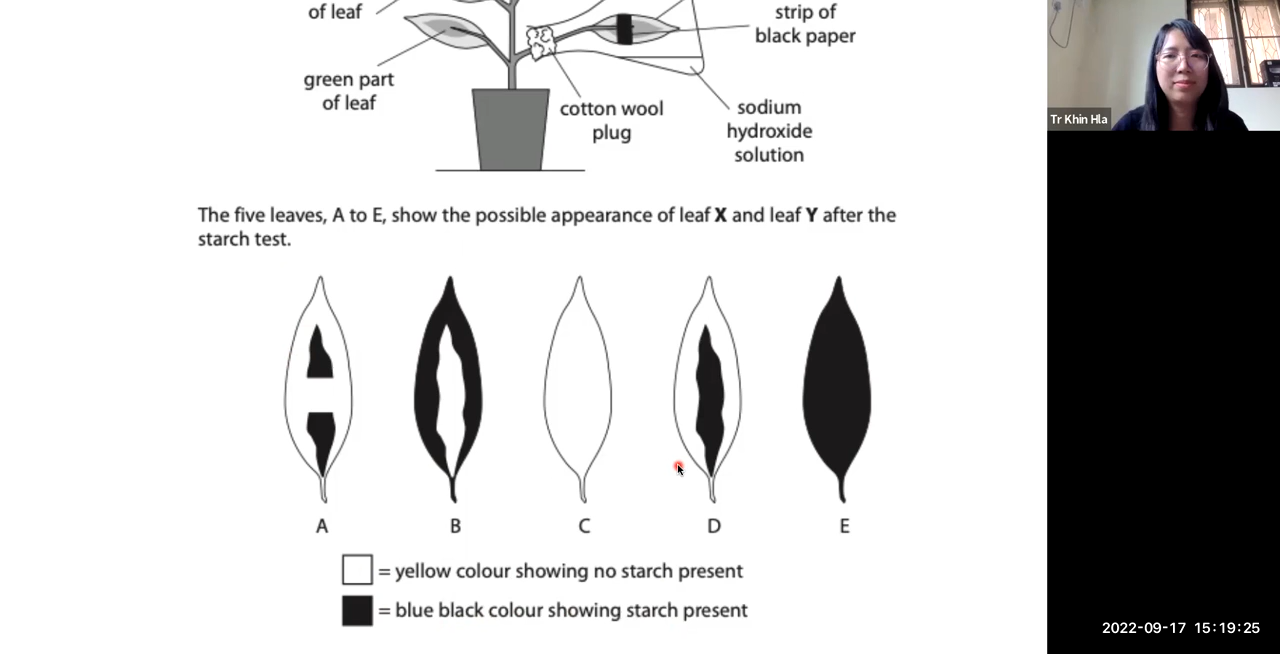 of leaf
strip of
black paper
green part
of leaf
cotton wool
plug
sodium
hydroxide
solution
Tr Khin Hla
The five leaves, A to E, show the possible appearance of leaf X and leaf Y after the
starch test.
A B C D E
= yellow colour showing no starch present
= blue black colour showing starch present
2022-09-17 15:19:25